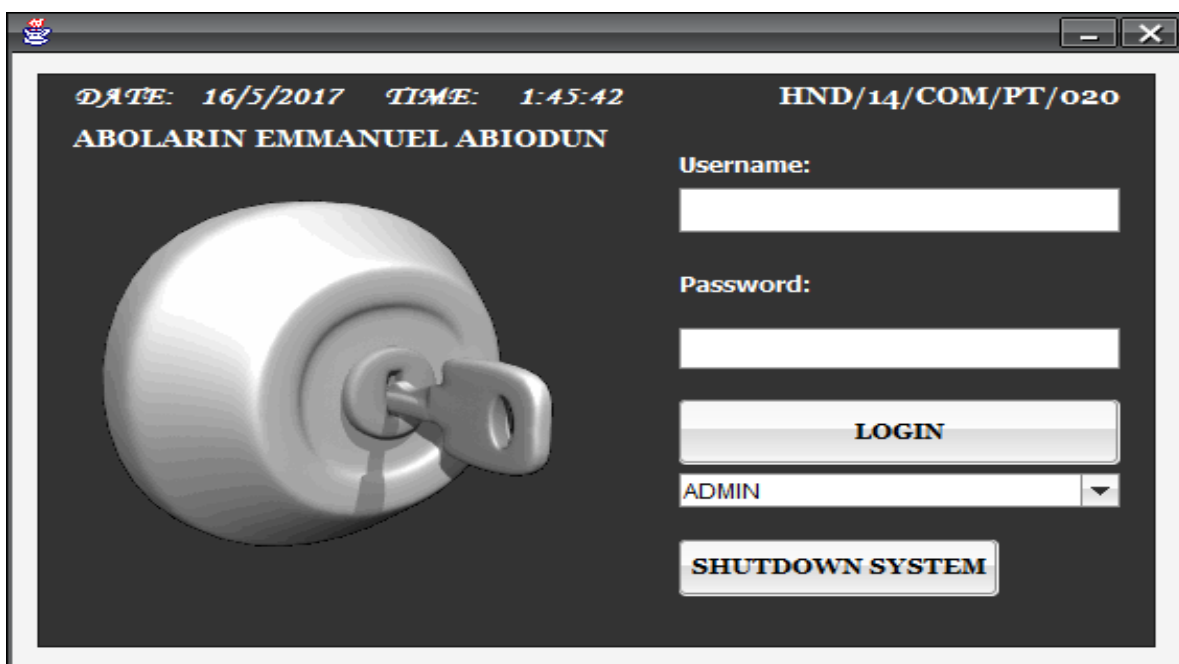 DATE: 16/5/2017 TIME: 1:45:42
HND/14/COM/PT/020
ABOLARIN EMMANUEL ABIODUN
Username:
Password:
LOGIN
ADMIN
SHUTDOWN SYSTEM